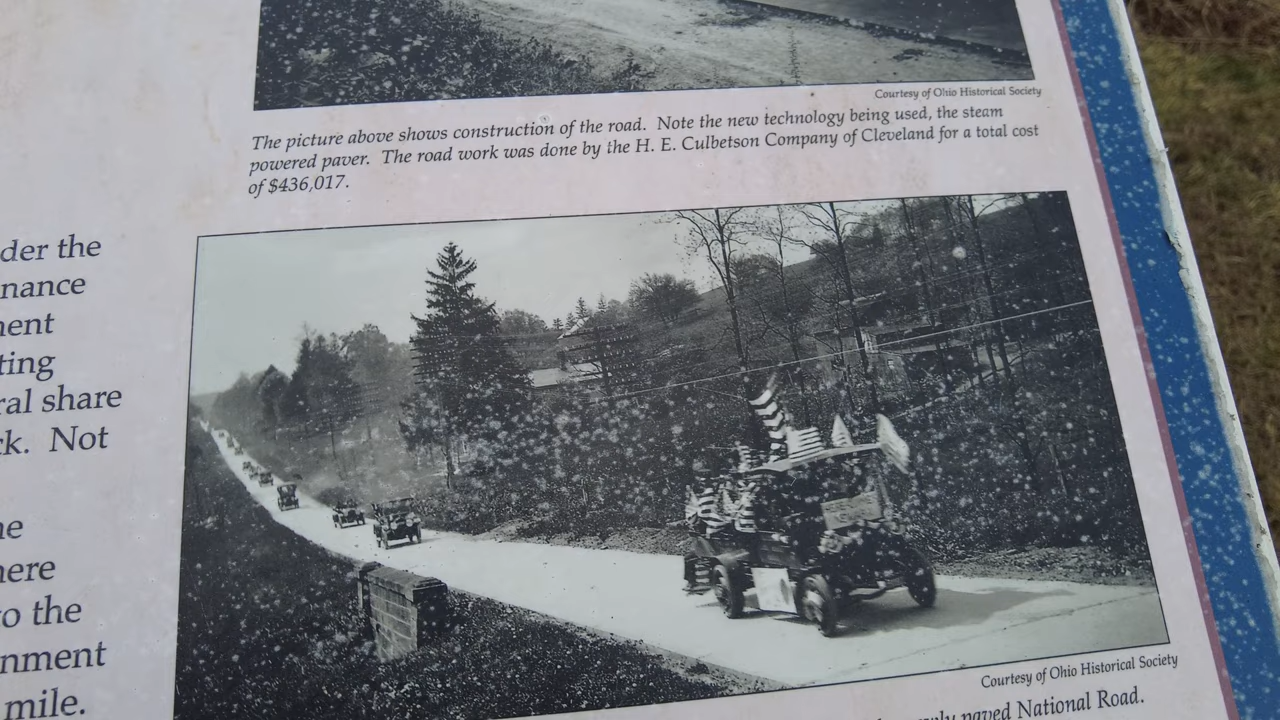 Courtesy of Ohio Historical Society
The picture above shows construction of the road. Note the new technology being used, the steam
powered paver. The road work was done by the H. E. Culbetson Company of Cleveland for a total cost
of $436,017.
der the
nance
ent
ting
ral share
ck. Not
ne
here
o the
nment
mile.
Courtesy of Ohio Historical Society
paved National Road.